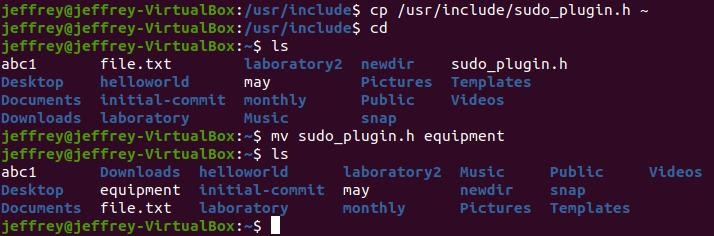 jeffrey@jeffrey-VirtualBox:/usr/include$ cp /usr/include/sudo_plugin.h ~
jeffrey@jeffrey-VirtualBox:/usr/include$ cd
jeffrey@jeffrey-VirtualBox:~$ ls
abc1 file.txt laboratory2 newdir sudo_plugin.h
Desktop helloworld may Pictures Templates
Documents initial-commit monthly Public Videos
Downloads laboratory Music snap
jeffrey@jeffrey-VirtualBox:~$ mv sudo_plugin.h equipment
jeffrey@jeffrey-VirtualBox:~$ ls
abc1 Downloads helloworld laboratory2 Music Public Videos
Desktop equipment initial-commit may newdir snap
Documents file.txt laboratory monthly Pictures Templates
jeffrey@jeffrey-VirtualBox:~$